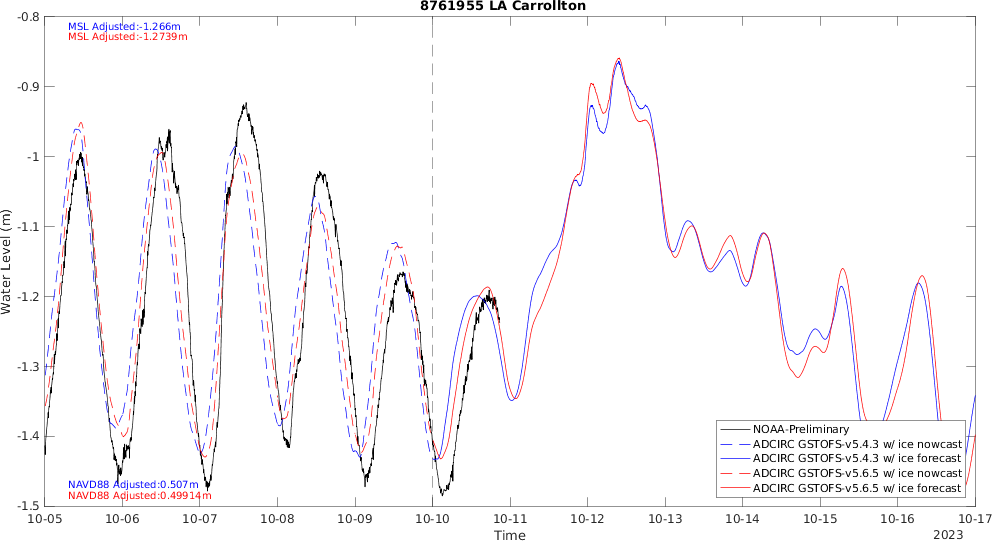 8761955 LA Carrollton
MSL Adjusted:-1.266m
MSL Adjusted:-1.2739m
-0.8
-0.9
-1
-1.1
-1.2
-1.3
-1.4
-1.5
Water Level (m)
NAVD88 Adjusted:0.507m
NAVD88 Adjusted:0.49914m
NOAA-Preliminary
ADCIRC GSTOFS-v5.4.3 w/ ice nowcast
ADCIRC GSTOFS-v5.4.3 w/ ice forecast
ADCIRC GSTOFS-v5.6.5 w/ ice nowcast
ADCIRC GSTOFS-v5.6.5 w/ ice forecast
10-05 10-06 10-07 10-08 10-09 10-10 10-11 10-12 10-13 10-14 10-15 10-16 10-17
Time
2023